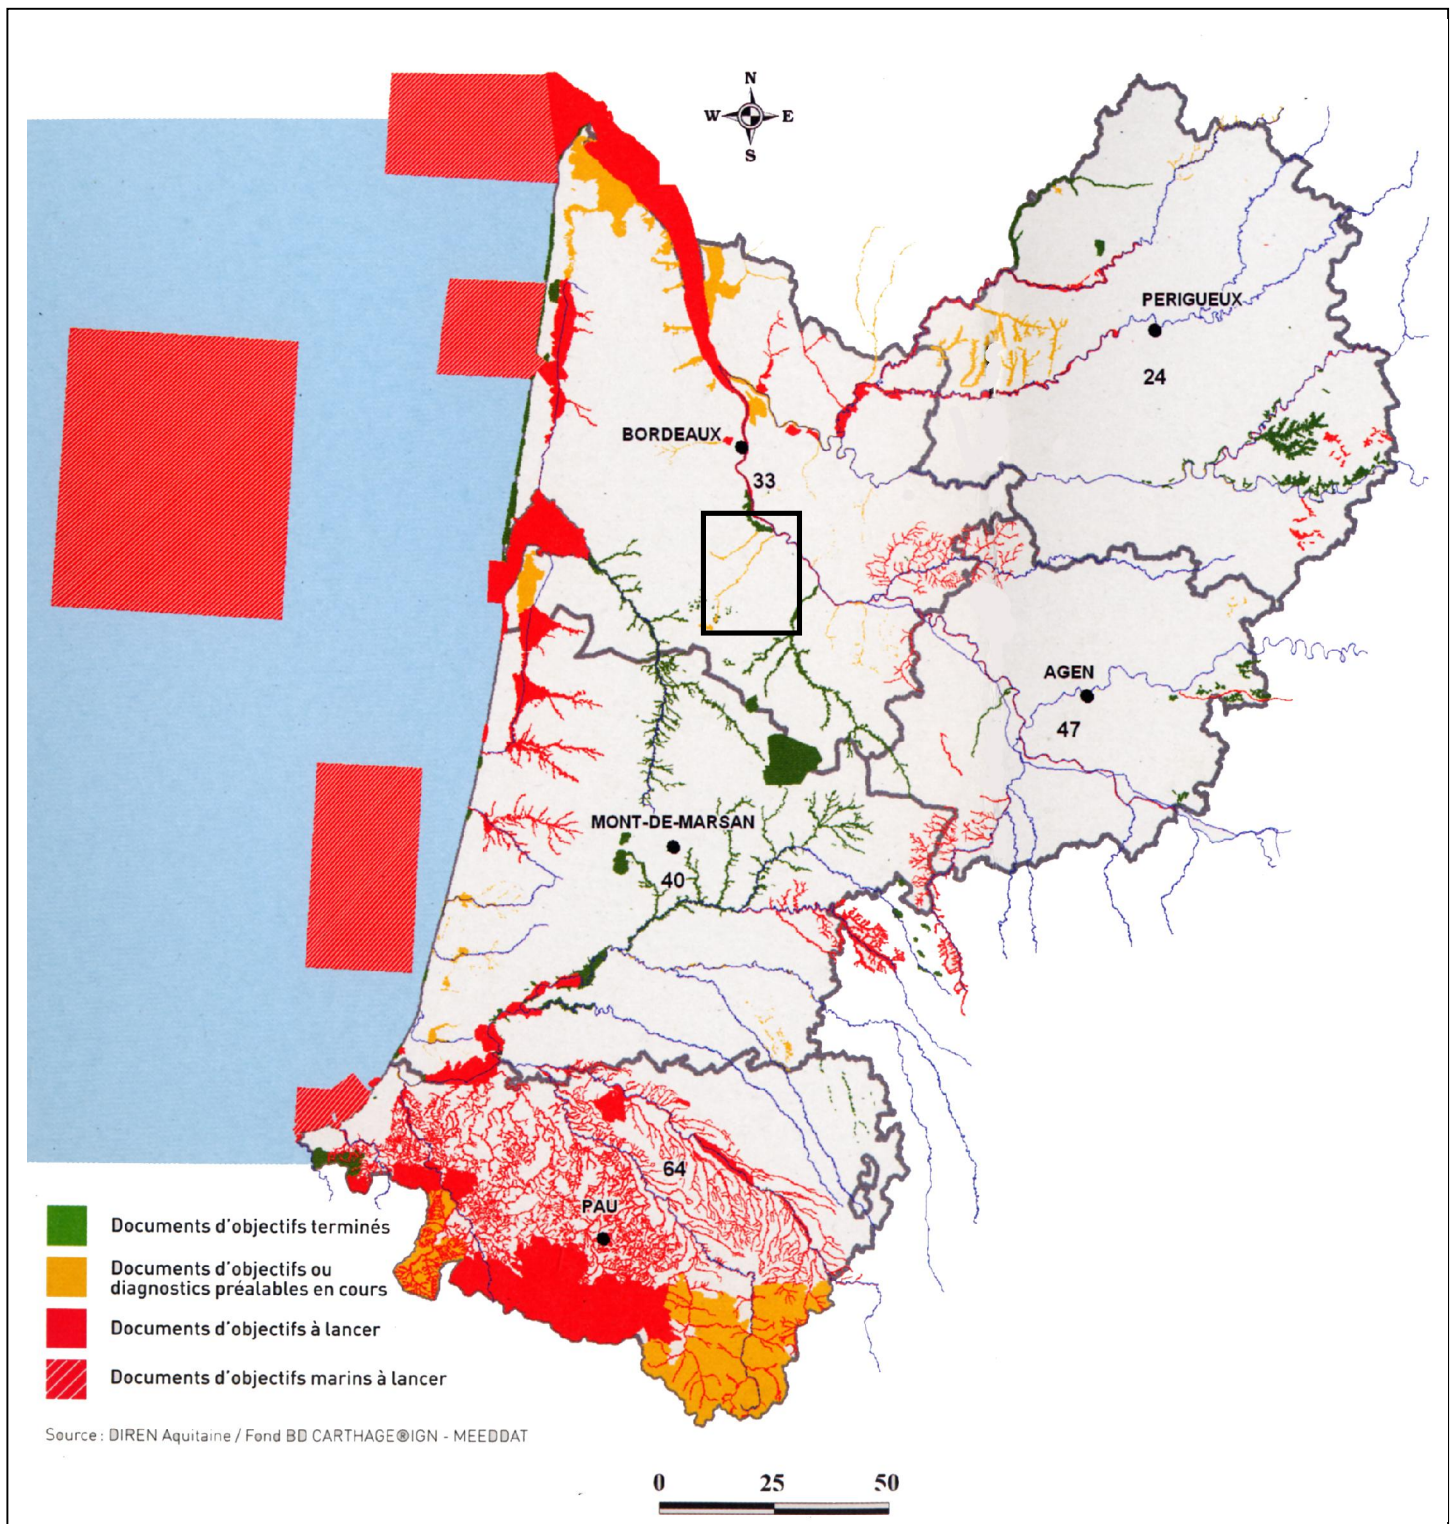 N
W E
S
PERIGUEUX
24
BORDEAUX
33
AGEN
47
MONT-DE-MARSAN
40
64
PAU
Documents d'objectifs terminés
Documents d'objectifs ou
diagnostics préalables en cours
Documents d'objectifs à lancer
Documents d'objectifs marins à lancer
Source : DIREN Aquitaine / Fond BD CARTHAGE®IGN - MEEDDAT
0 25 50